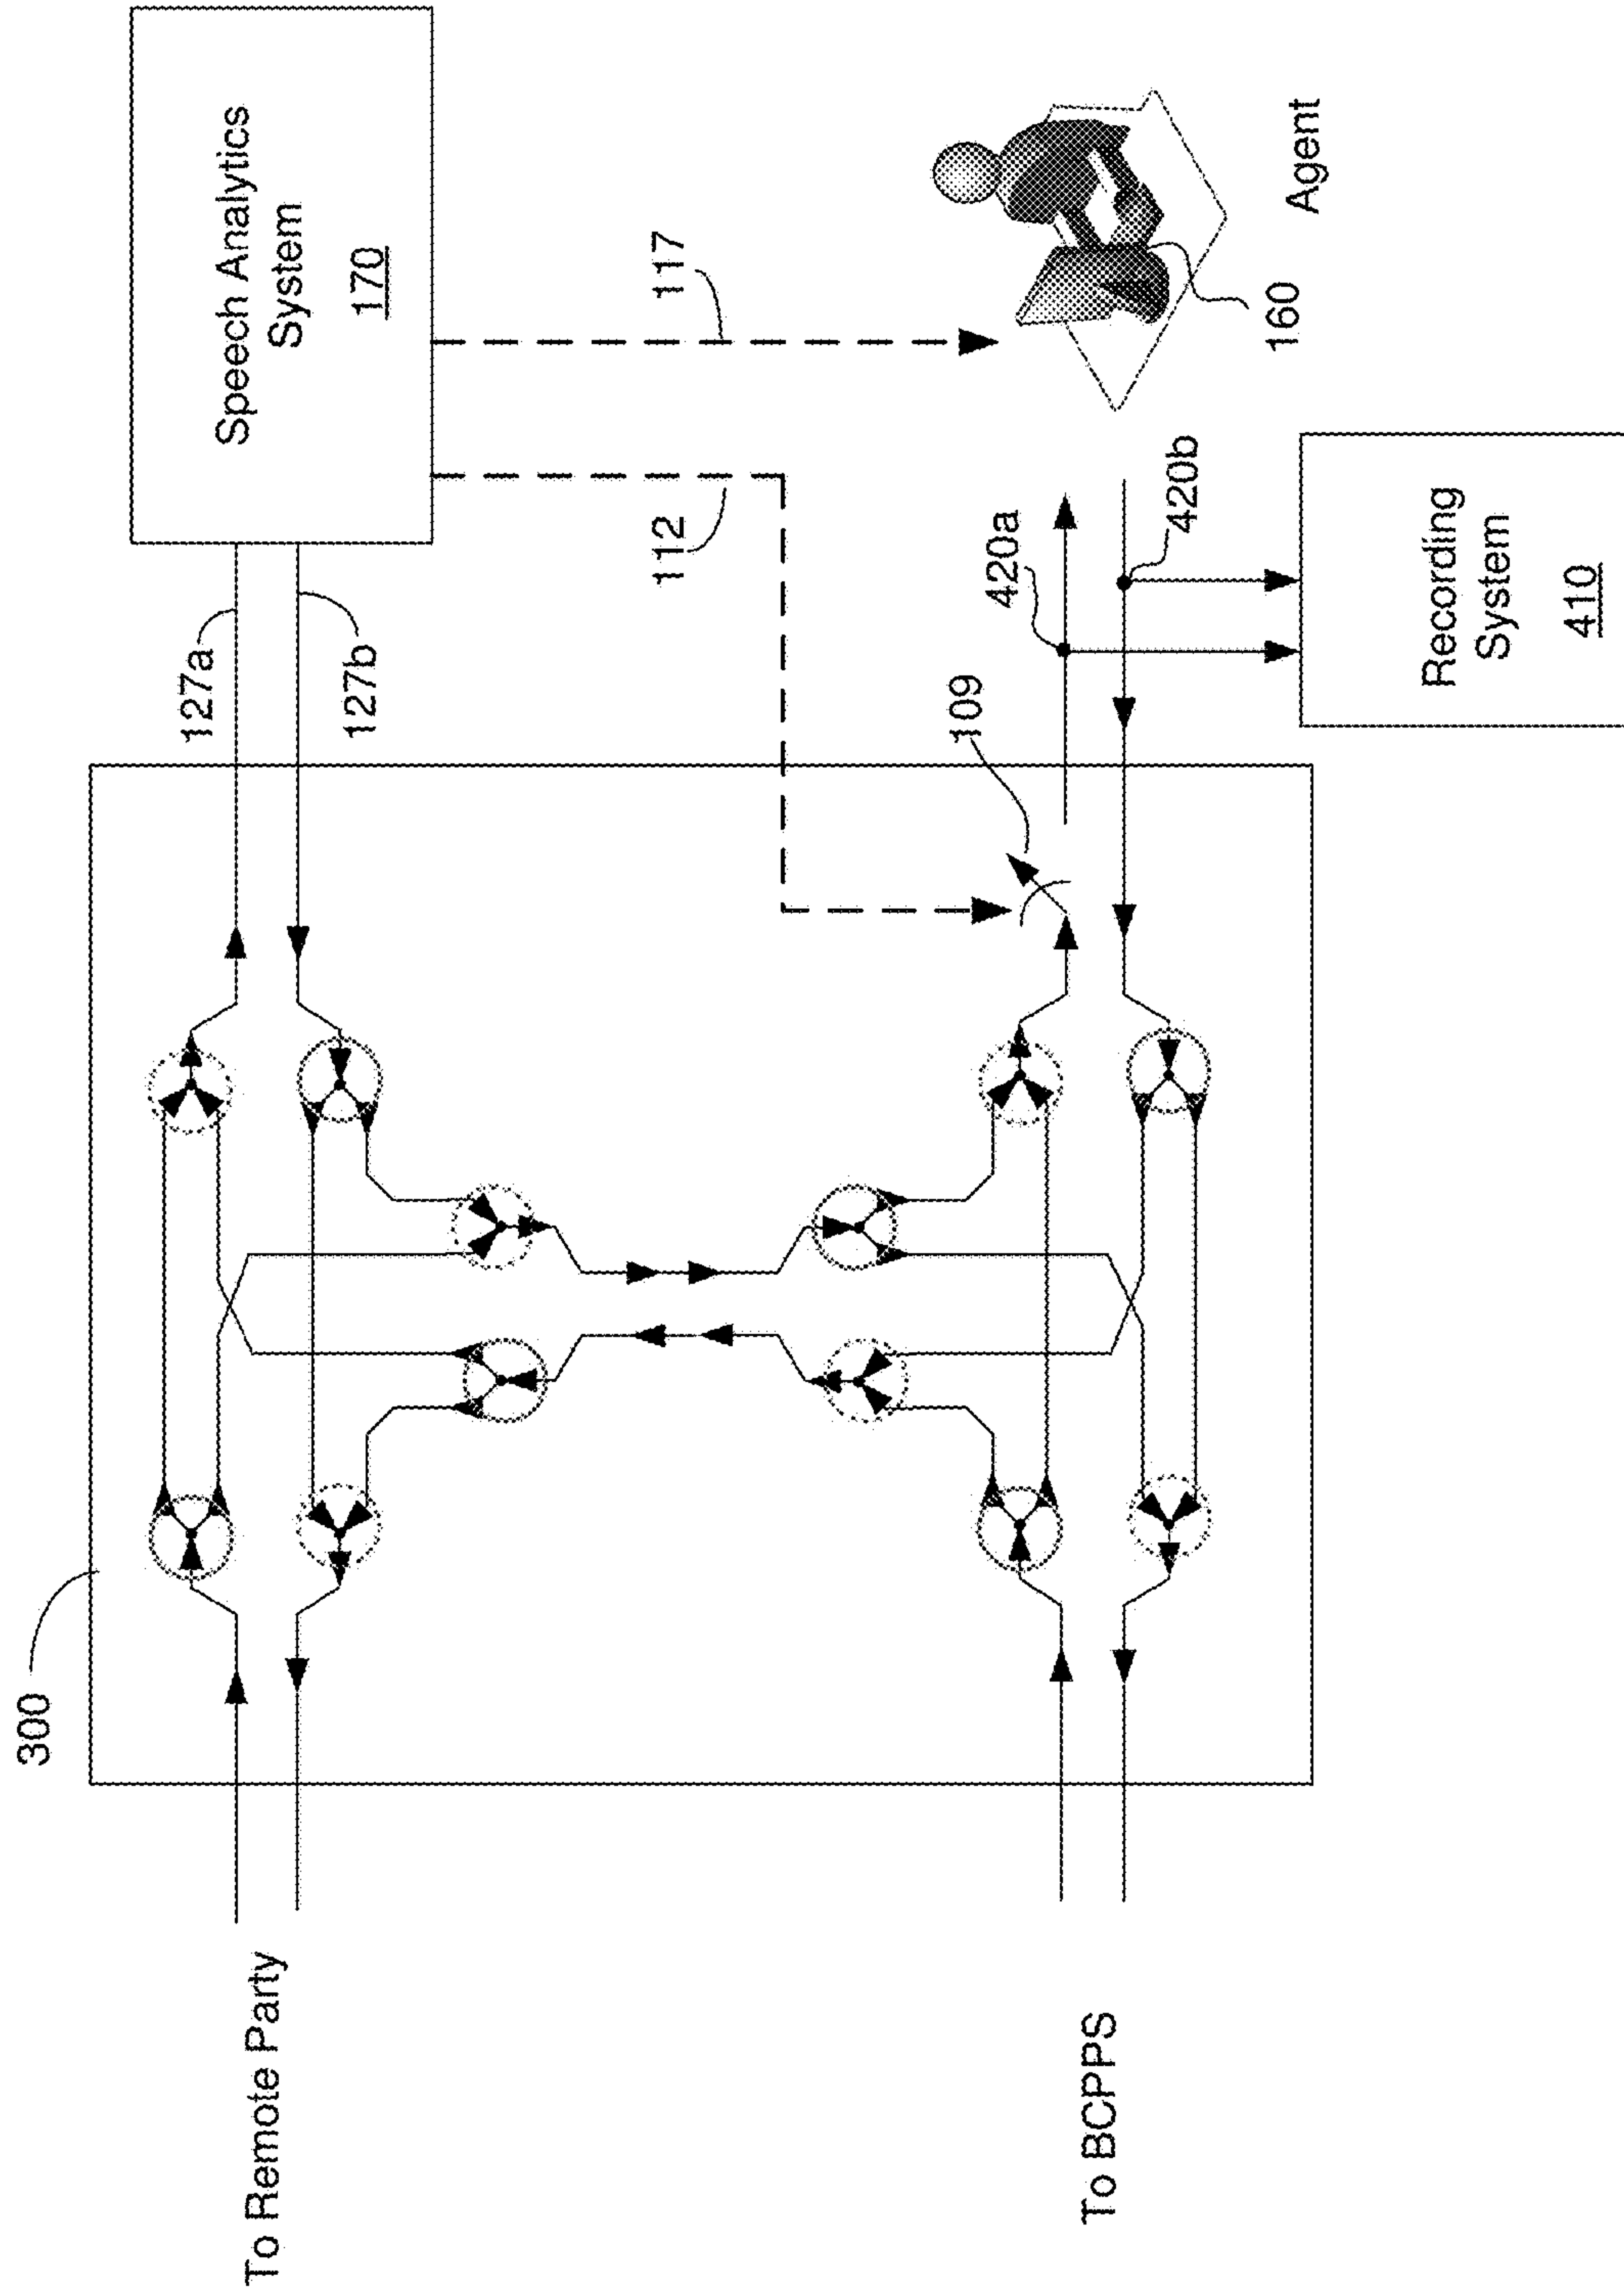 300
To Remote Party
To BCPPS
127a
127b
Speech Analytics
System
170
112
117
109
420a
420b
160
Agent
Recording
System
410